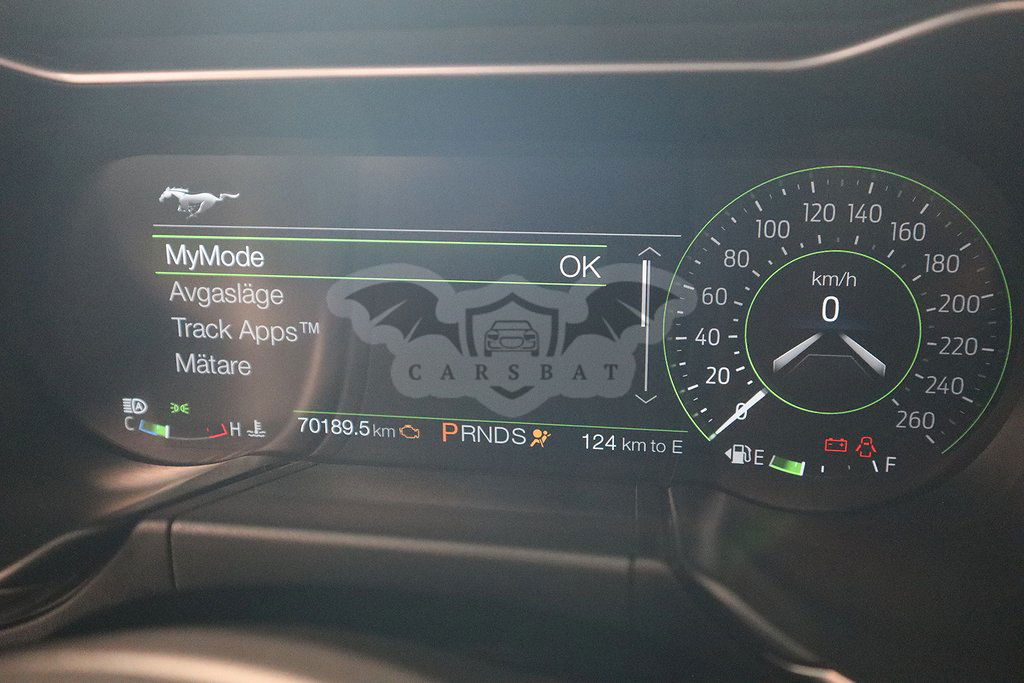 MyMode OK
Avgasläge
Track Apps™
Mätare
C H
70189.5 km PRNDS 124 km to E
0 20 40 60 80 100 120 140 160 180 200 220 240 260
km/h
0
E F
CARSBAT